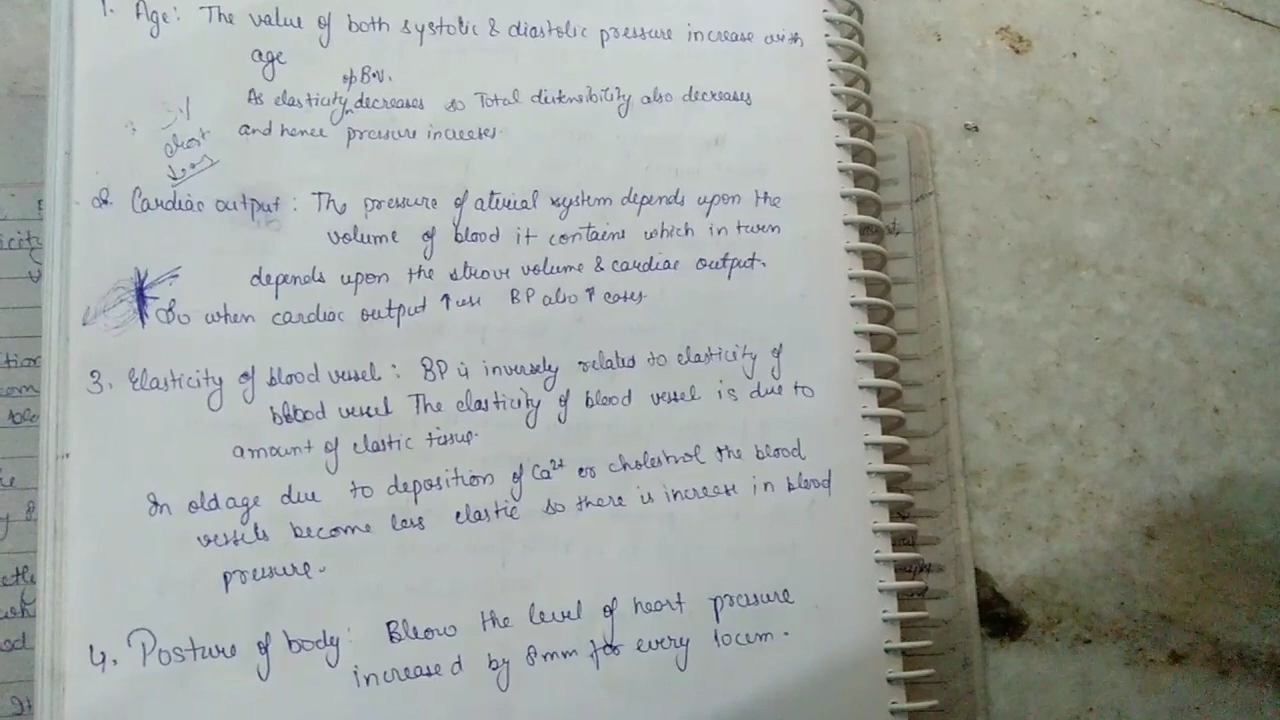 1. Age: The value of both systolic & diastolic pressure increase with
age
of B.V.
As elasticity decreases so Total distensibility also decreases
and hence pressure increses.
2. Cardiac output: The pressure of aterial system depends upon the
volume of blood it contains which in turn
depends upon the strove volume & cardiac output.
So when cardiac output ↑use BP also ↑ cases.
3. Elasticity of blood vessel: BP is inversely related to elasticity of
blood vessel The elasticity of blood vessel is due to
amount of elastic tissue.
In old age due to deposition of Ca2+ or cholestrol the blood
vessels become less elastic so there is increase in blood
pressure.
4. Posture of body: Bleow the level of heart pressure
increased by 8mm for every 10cm.